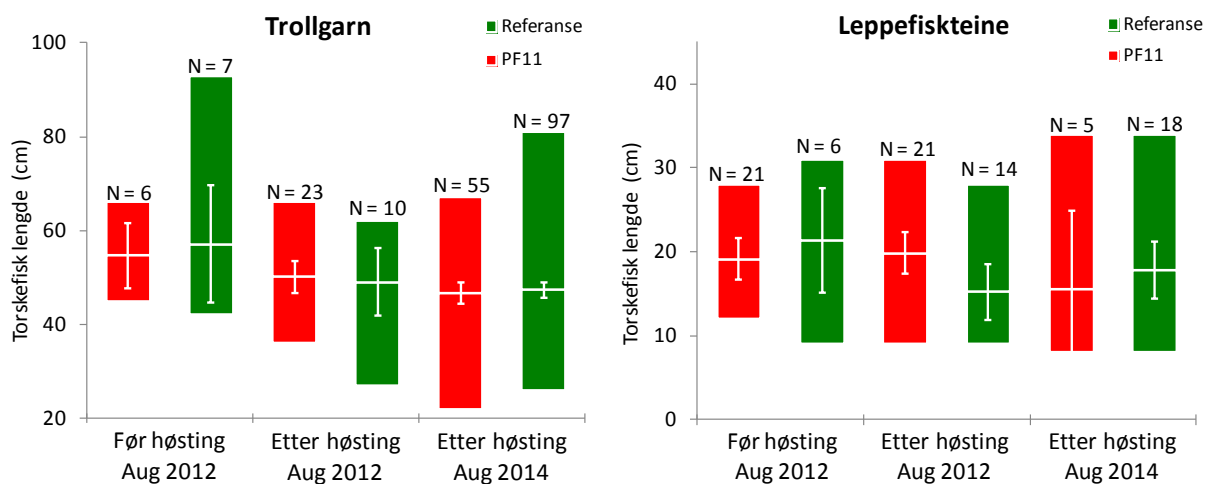 Trollgarn
Referanse
PF11
Torskefisk lengde (cm)
100
80
60
40
20
N = 6
N = 7
N = 23
N = 10
N = 55
N = 97
Før høsting
Aug 2012
Etter høsting
Aug 2012
Etter høsting
Aug 2014
Leppefiskteine
Referanse
PF11
Torskefisk lengde (cm)
40
30
20
10
0
N = 21
N = 6
N = 21
N = 14
N = 5
N = 18
Før høsting
Aug 2012
Etter høsting
Aug 2012
Etter høsting
Aug 2014